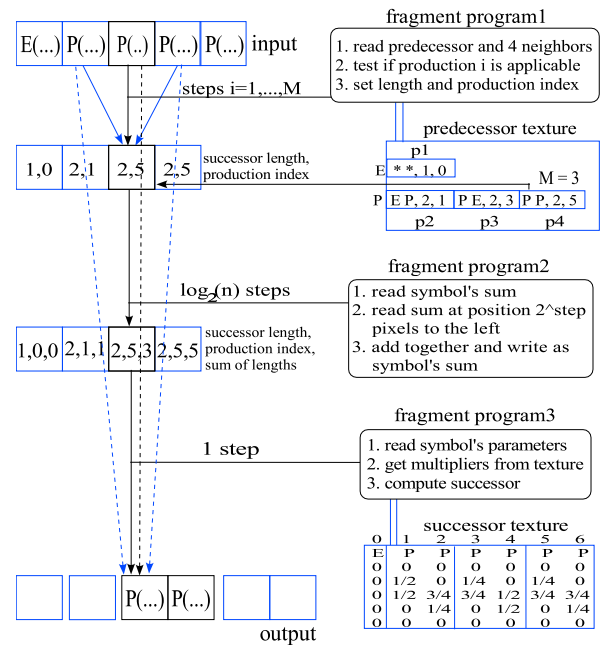 fragment program1
E(...) P(...) P(..) P(...) P(...) input
1. read predecessor and 4 neighbors
2. test if production i is applicable
3. set length and production index
steps i=1,...,M
predecessor texture
p1
E * *, 1, 0
M = 3
P E P, 2, 1 P E, 2, 3 P P, 2, 5
p2 p3 p4
1,0 2,1 2,5 2,5
successor length,
production index
fragment program2
log2(n) steps
1. read symbol's sum
2. read sum at position 2^step
pixels to the left
3. add together and write as
symbol's sum
1,0,0 2,1,1 2,5,3 2,5,5
successor length,
production index,
sum of lengths
fragment program3
1 step
1. read symbol's parameters
2. get multipliers from texture
3. compute successor
successor texture
0 1 2 3 4 5 6
E P P P P P P
0 0 0 0 0 0 0
0 1/2 0 1/4 0 1/4 0
0 1/2 3/4 3/4 1/2 3/4 3/4
0 0 1/4 0 1/2 0 1/4
0 0 0 0 0 0 0
P(...) P(...)
output